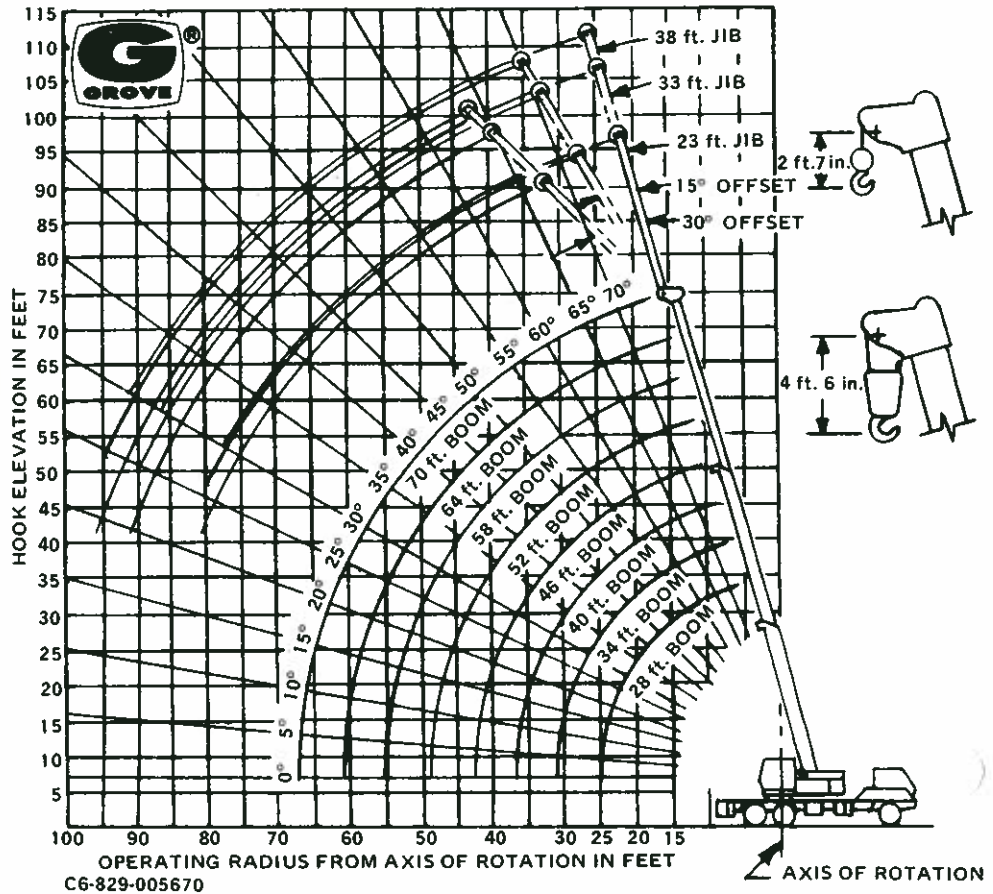 115
110
105
100
95
90
85
80
75
70
65
60
55
50
45
40
35
30
25
20
15
10
5
0
HOOK ELEVATION IN FEET
G ®
GROVE
38 ft. JIB
33 ft. JIB
23 ft. JIB
15° OFFSET
30° OFFSET
2 ft.7 in.
4 ft. 6 in.
0°
5°
10°
15°
20°
25°
30°
35°
40°
45°
50°
55°
60°
65°
70°
70 ft. BOOM
64 ft. BOOM
58 ft. BOOM
52 ft. BOOM
46 ft. BOOM
40 ft. BOOM
34 ft. BOOM
28 ft. BOOM
100 90 80 70 60 50 40 30 25 20 15
OPERATING RADIUS FROM AXIS OF ROTATION IN FEET
C6-829-005670
AXIS OF ROTATION